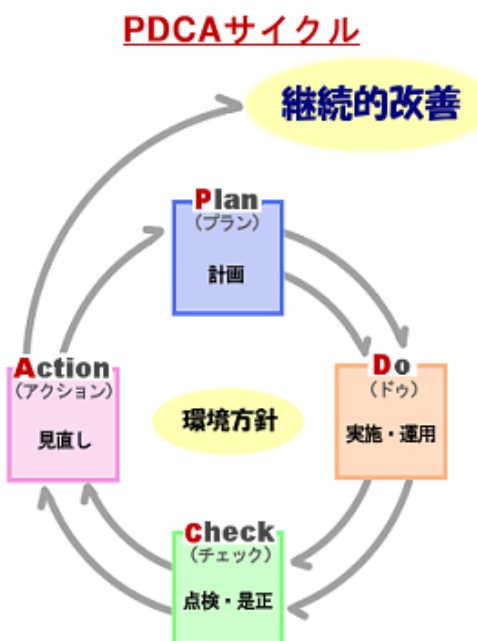 PDCAサイクル
継続的改善
Plan
(プラン)
計画
Do
(ドゥ)
実施・運用
Check
(チェック)
点検・是正
Action
(アクション)
見直し
環境方針